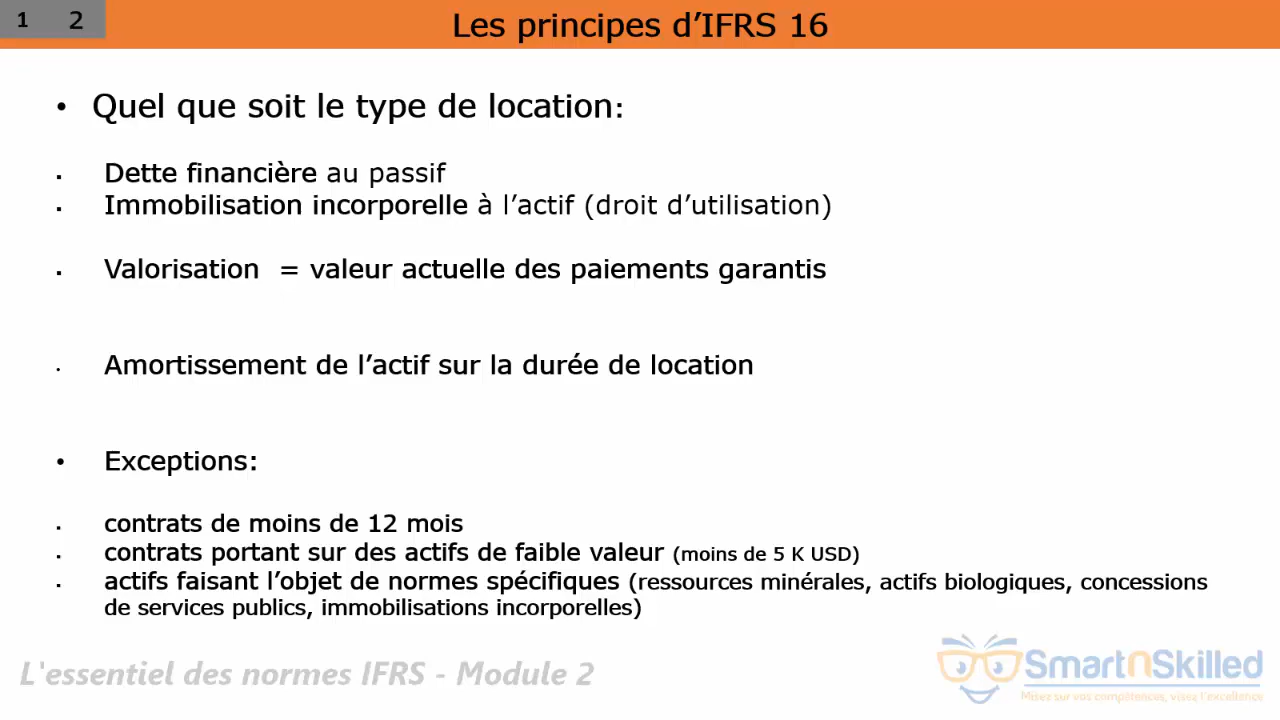 1 2
Les principes d’IFRS 16
• Quel que soit le type de location:
▪ Dette financière au passif
▪ Immobilisation incorporelle à l’actif (droit d’utilisation)
▪ Valorisation = valeur actuelle des paiements garantis
▪ Amortissement de l’actif sur la durée de location
• Exceptions:
▪ contrats de moins de 12 mois
▪ contrats portant sur des actifs de faible valeur (moins de 5 K USD)
▪ actifs faisant l’objet de normes spécifiques (ressources minérales, actifs biologiques, concessions
de services publics, immobilisations incorporelles)
L'essentiel des normes IFRS - Module 2
SmartnSkilled
Misez sur vos compétences, visez l'excellence